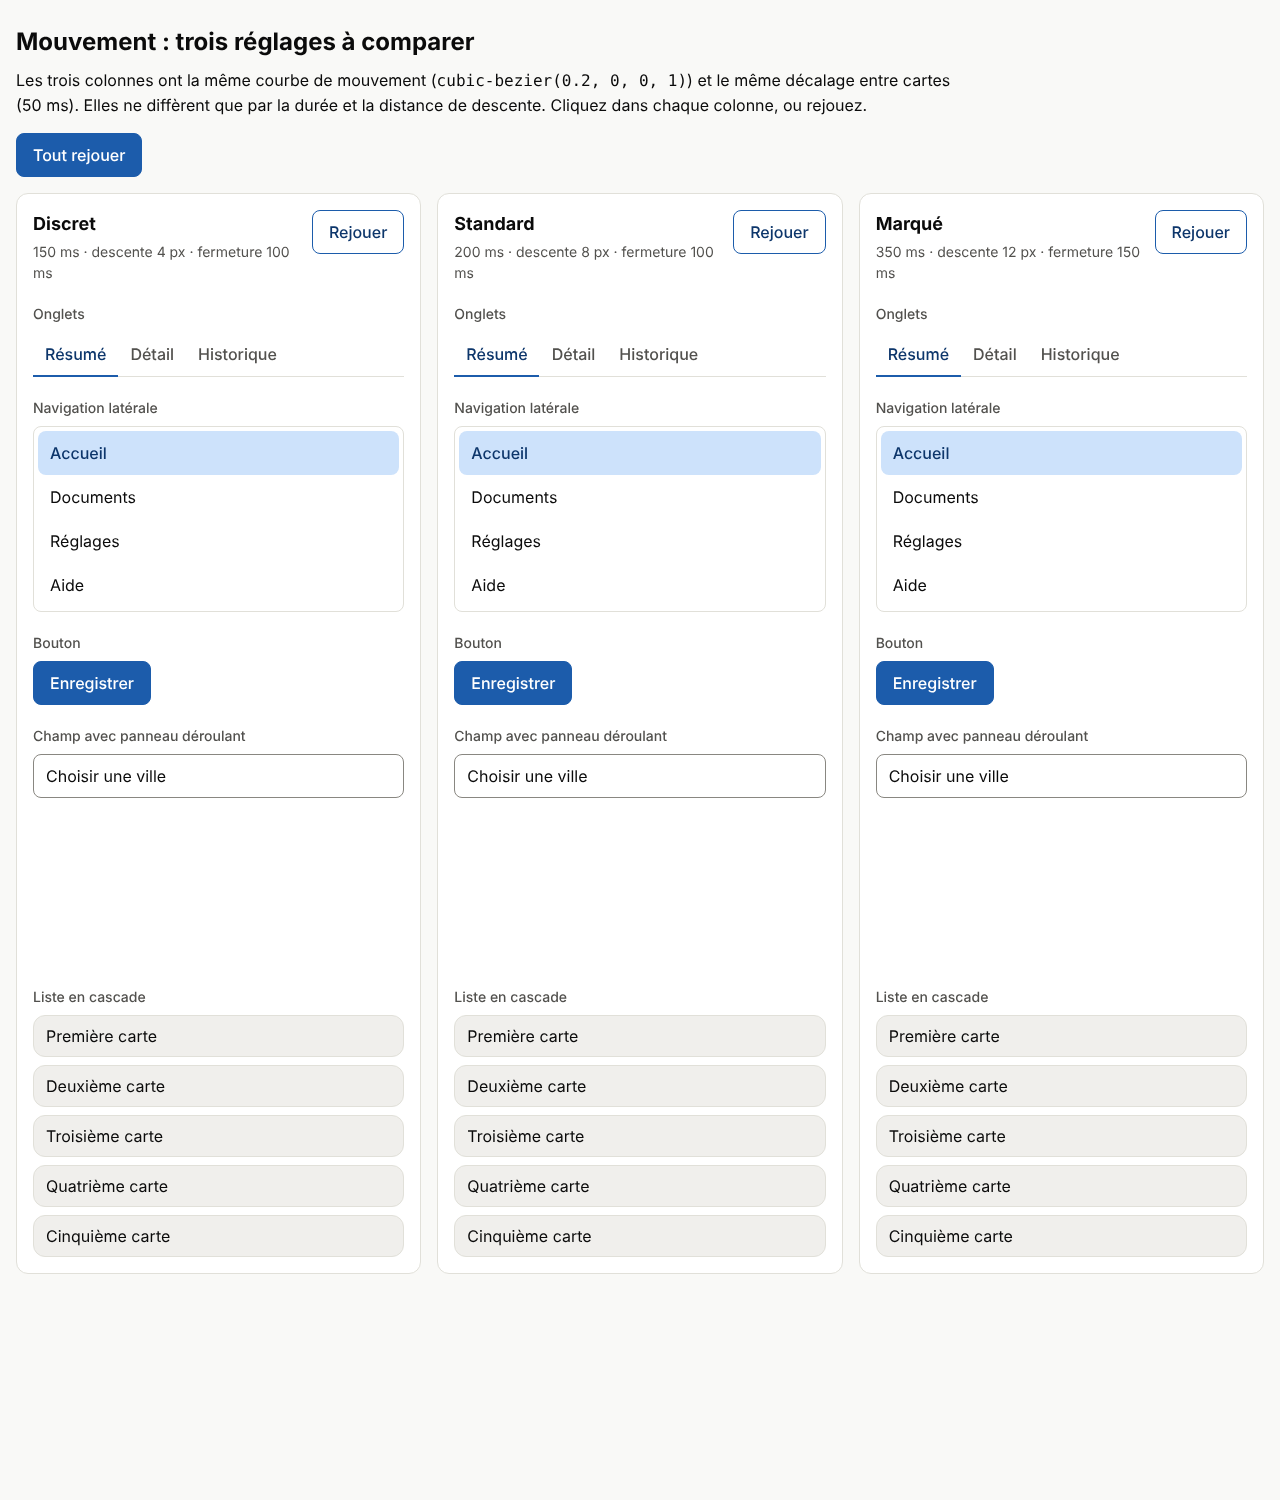 Mouvement : trois réglages à comparer
Les trois colonnes ont la même courbe de mouvement (cubic-bezier(0.2, 0, 0, 1)) et le même décalage entre cartes
(50 ms). Elles ne diffèrent que par la durée et la distance de descente. Cliquez dans chaque colonne, ou rejouez.
Tout rejouer
Discret
Rejouer
150 ms · descente 4 px · fermeture 100
ms
Onglets
Résumé Détail Historique
Navigation latérale
Accueil
Documents
Réglages
Aide
Bouton
Enregistrer
Champ avec panneau déroulant
Choisir une ville
Liste en cascade
Première carte
Deuxième carte
Troisième carte
Quatrième carte
Cinquième carte
Standard
Rejouer
200 ms · descente 8 px · fermeture 100
ms
Onglets
Résumé Détail Historique
Navigation latérale
Accueil
Documents
Réglages
Aide
Bouton
Enregistrer
Champ avec panneau déroulant
Choisir une ville
Liste en cascade
Première carte
Deuxième carte
Troisième carte
Quatrième carte
Cinquième carte
Marqué
Rejouer
350 ms · descente 12 px · fermeture 150
ms
Onglets
Résumé Détail Historique
Navigation latérale
Accueil
Documents
Réglages
Aide
Bouton
Enregistrer
Champ avec panneau déroulant
Choisir une ville
Liste en cascade
Première carte
Deuxième carte
Troisième carte
Quatrième carte
Cinquième carte